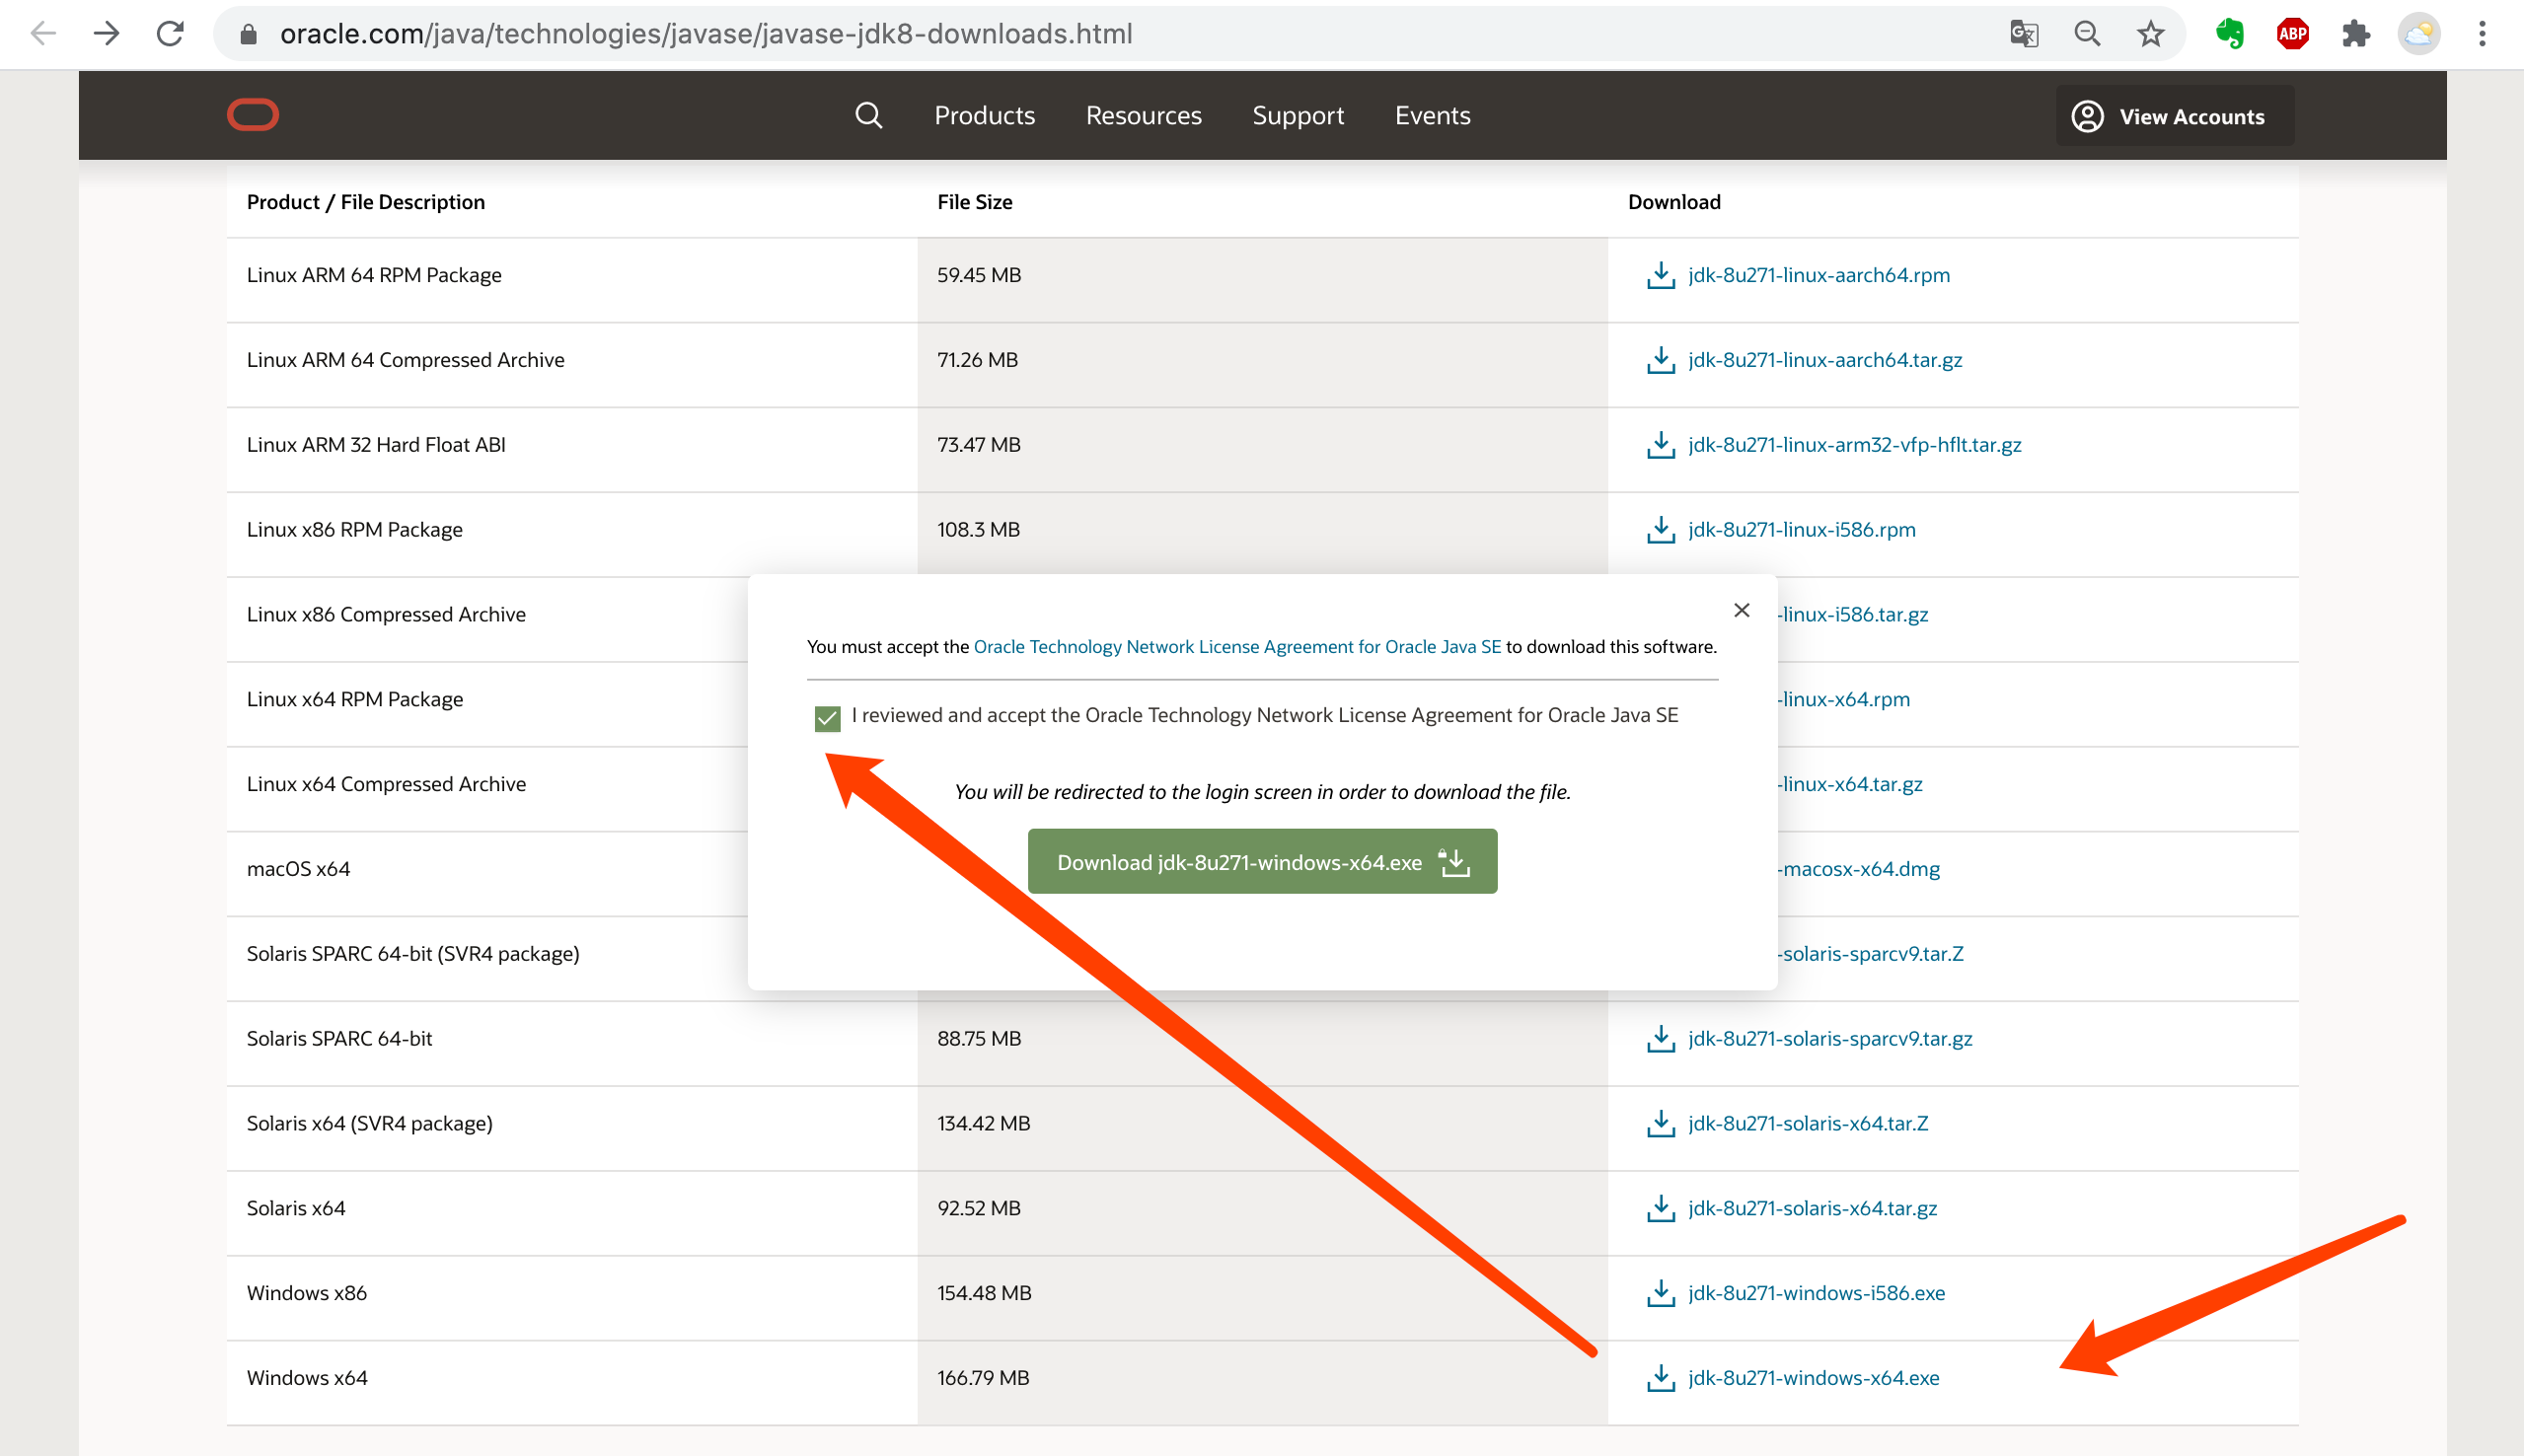 oracle.com/java/technologies/javase/javase-jdk8-downloads.html
ABP
Products Resources Support Events View Accounts
Product / File Description File Size Download
Linux ARM 64 RPM Package 59.45 MB jdk-8u271-linux-aarch64.rpm
Linux ARM 64 Compressed Archive 71.26 MB jdk-8u271-linux-aarch64.tar.gz
Linux ARM 32 Hard Float ABI 73.47 MB jdk-8u271-linux-arm32-vfp-hflt.tar.gz
Linux x86 RPM Package 108.3 MB jdk-8u271-linux-i586.rpm
Linux x86 Compressed Archive -linux-i586.tar.gz
You must accept the Oracle Technology Network License Agreement for Oracle Java SE to download this software.
Linux x64 RPM Package -linux-x64.rpm
I reviewed and accept the Oracle Technology Network License Agreement for Oracle Java SE
Linux x64 Compressed Archive -linux-x64.tar.gz
You will be redirected to the login screen in order to download the file.
macOS x64 -macosx-x64.dmg
Download jdk-8u271-windows-x64.exe
Solaris SPARC 64-bit (SVR4 package) -solaris-sparcv9.tar.Z
Solaris SPARC 64-bit 88.75 MB jdk-8u271-solaris-sparcv9.tar.gz
Solaris x64 (SVR4 package) 134.42 MB jdk-8u271-solaris-x64.tar.Z
Solaris x64 92.52 MB jdk-8u271-solaris-x64.tar.gz
Windows x86 154.48 MB jdk-8u271-windows-i586.exe
Windows x64 166.79 MB jdk-8u271-windows-x64.exe